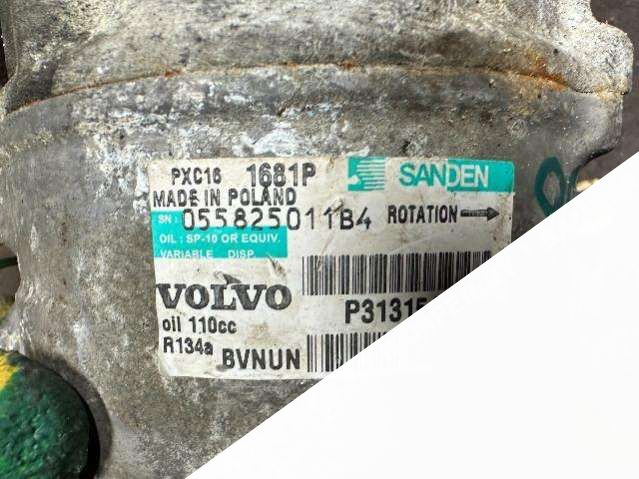 PXC16 1681P SANDEN
MADE IN POLAND
SN: 055825011B4 ROTATION
OIL : SP-10 OR EQUIV.
VARIABLE DISP.
VOLVO
oil 110cc P31315
R134a BVNUN